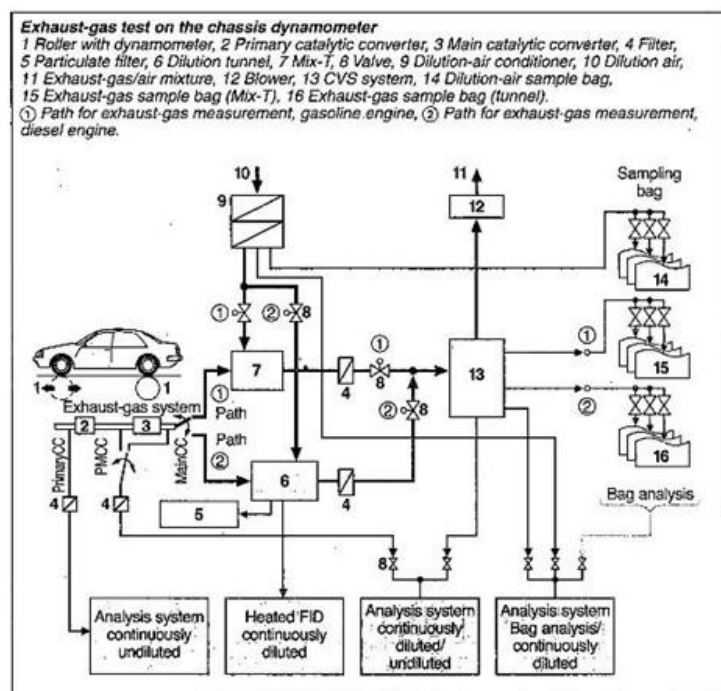 Exhaust-gas test on the chassis dynamometer
1 Roller with dynamometer, 2 Primary catalytic converter, 3 Main catalytic converter, 4 Filter,
5 Particulate filter, 6 Dilution tunnel, 7 Mix-T, 8 Valve, 9 Dilution-air conditioner, 10 Dilution air,
11 Exhaust-gas/air mixture, 12 Blower, 13 CVS system, 14 Dilution-air sample bag,
15 Exhaust-gas sample bag (Mix-T), 16 Exhaust-gas sample bag (tunnel).
① Path for exhaust-gas measurement, gasoline engine, ② Path for exhaust-gas measurement,
diesel engine.
10
11
Sampling
bag
9
12
14
① ② 8
①
①
7
13
4
8
15
1 1
Exhaust-gas system
①
Path
②
8
②
2
3
Path
16
PrimaryCC
PMCC
MainCC
②
6
4
Bag analysis
4
4
5
8
Analysis system
continuously
undiluted
Heated FID
continuously
diluted
Analysis system
continuously
diluted/
undiluted
Analysis system
Bag analysis/
continuously
diluted